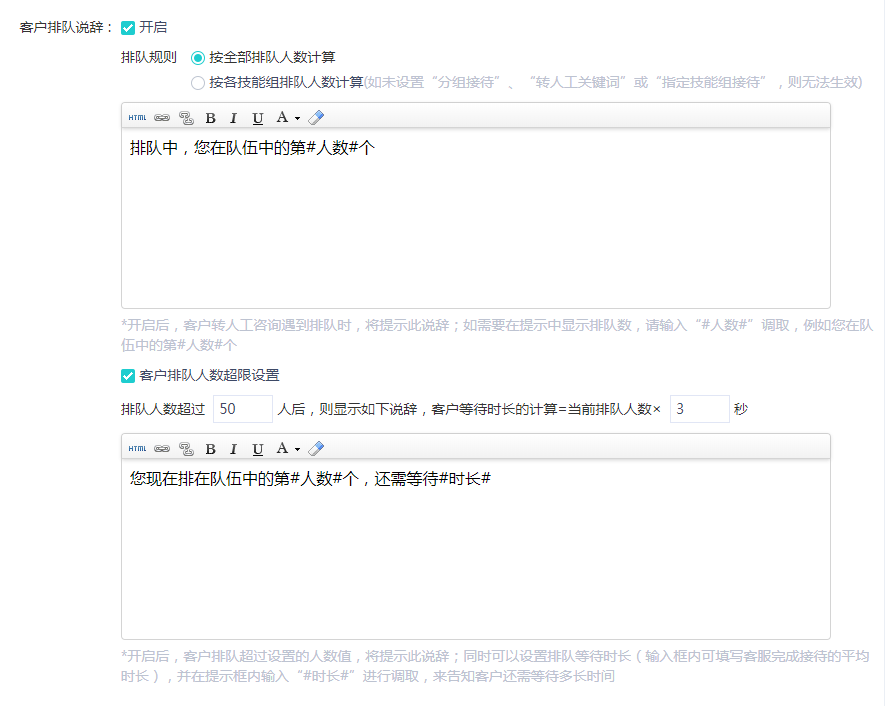 客户排队说辞： 开启
排队规则 按全部排队人数计算
按各技能组排队人数计算(如未设置“分组接待”、“转人工关键词”或“指定技能组接待”，则无法生效)
HTML B I U A
排队中，您在队伍中的第#人数#个
*开启后，客户转人工咨询遇到排队时，将提示此说辞；如需要在提示中显示排队数，请输入“#人数#”调取，例如您在队
伍中的第#人数#个
客户排队人数超限设置
排队人数超过 50 人后，则显示如下说辞，客户等待时长的计算=当前排队人数× 3 秒
HTML B I U A
您现在排在队伍中的第#人数#个，还需等待#时长#
*开启后，客户排队超过设置的人数值，将提示此说辞；同时可以设置排队等待时长（输入框内可填写客服完成接待的平均
时长），并在提示框内输入“#时长#”进行调取，来告知客户还需等待多长时间